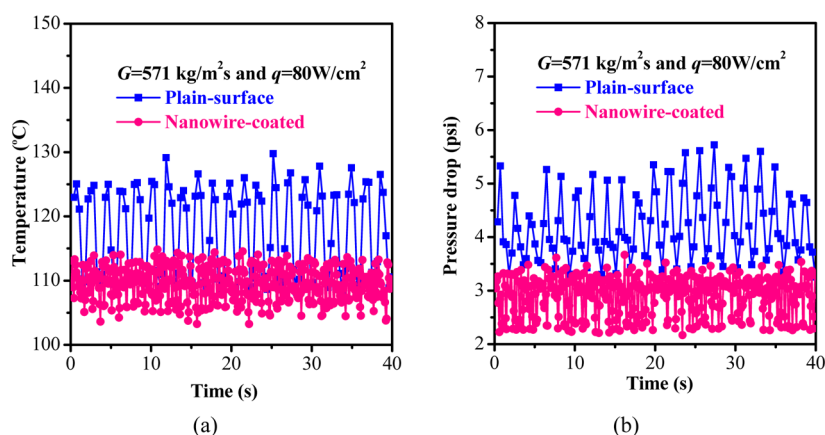 G=571 kg/m²s and q=80W/cm²
Plain-surface
Nanowire-coated
Temperature (°C)
150
140
130
120
110
100
0
10
20
30
40
Time (s)
(a)
G=571 kg/m²s and q=80W/cm²
Plain-surface
Nanowire-coated
Pressure drop (psi)
8
7
6
5
4
3
2
0
10
20
30
40
Time (s)
(b)